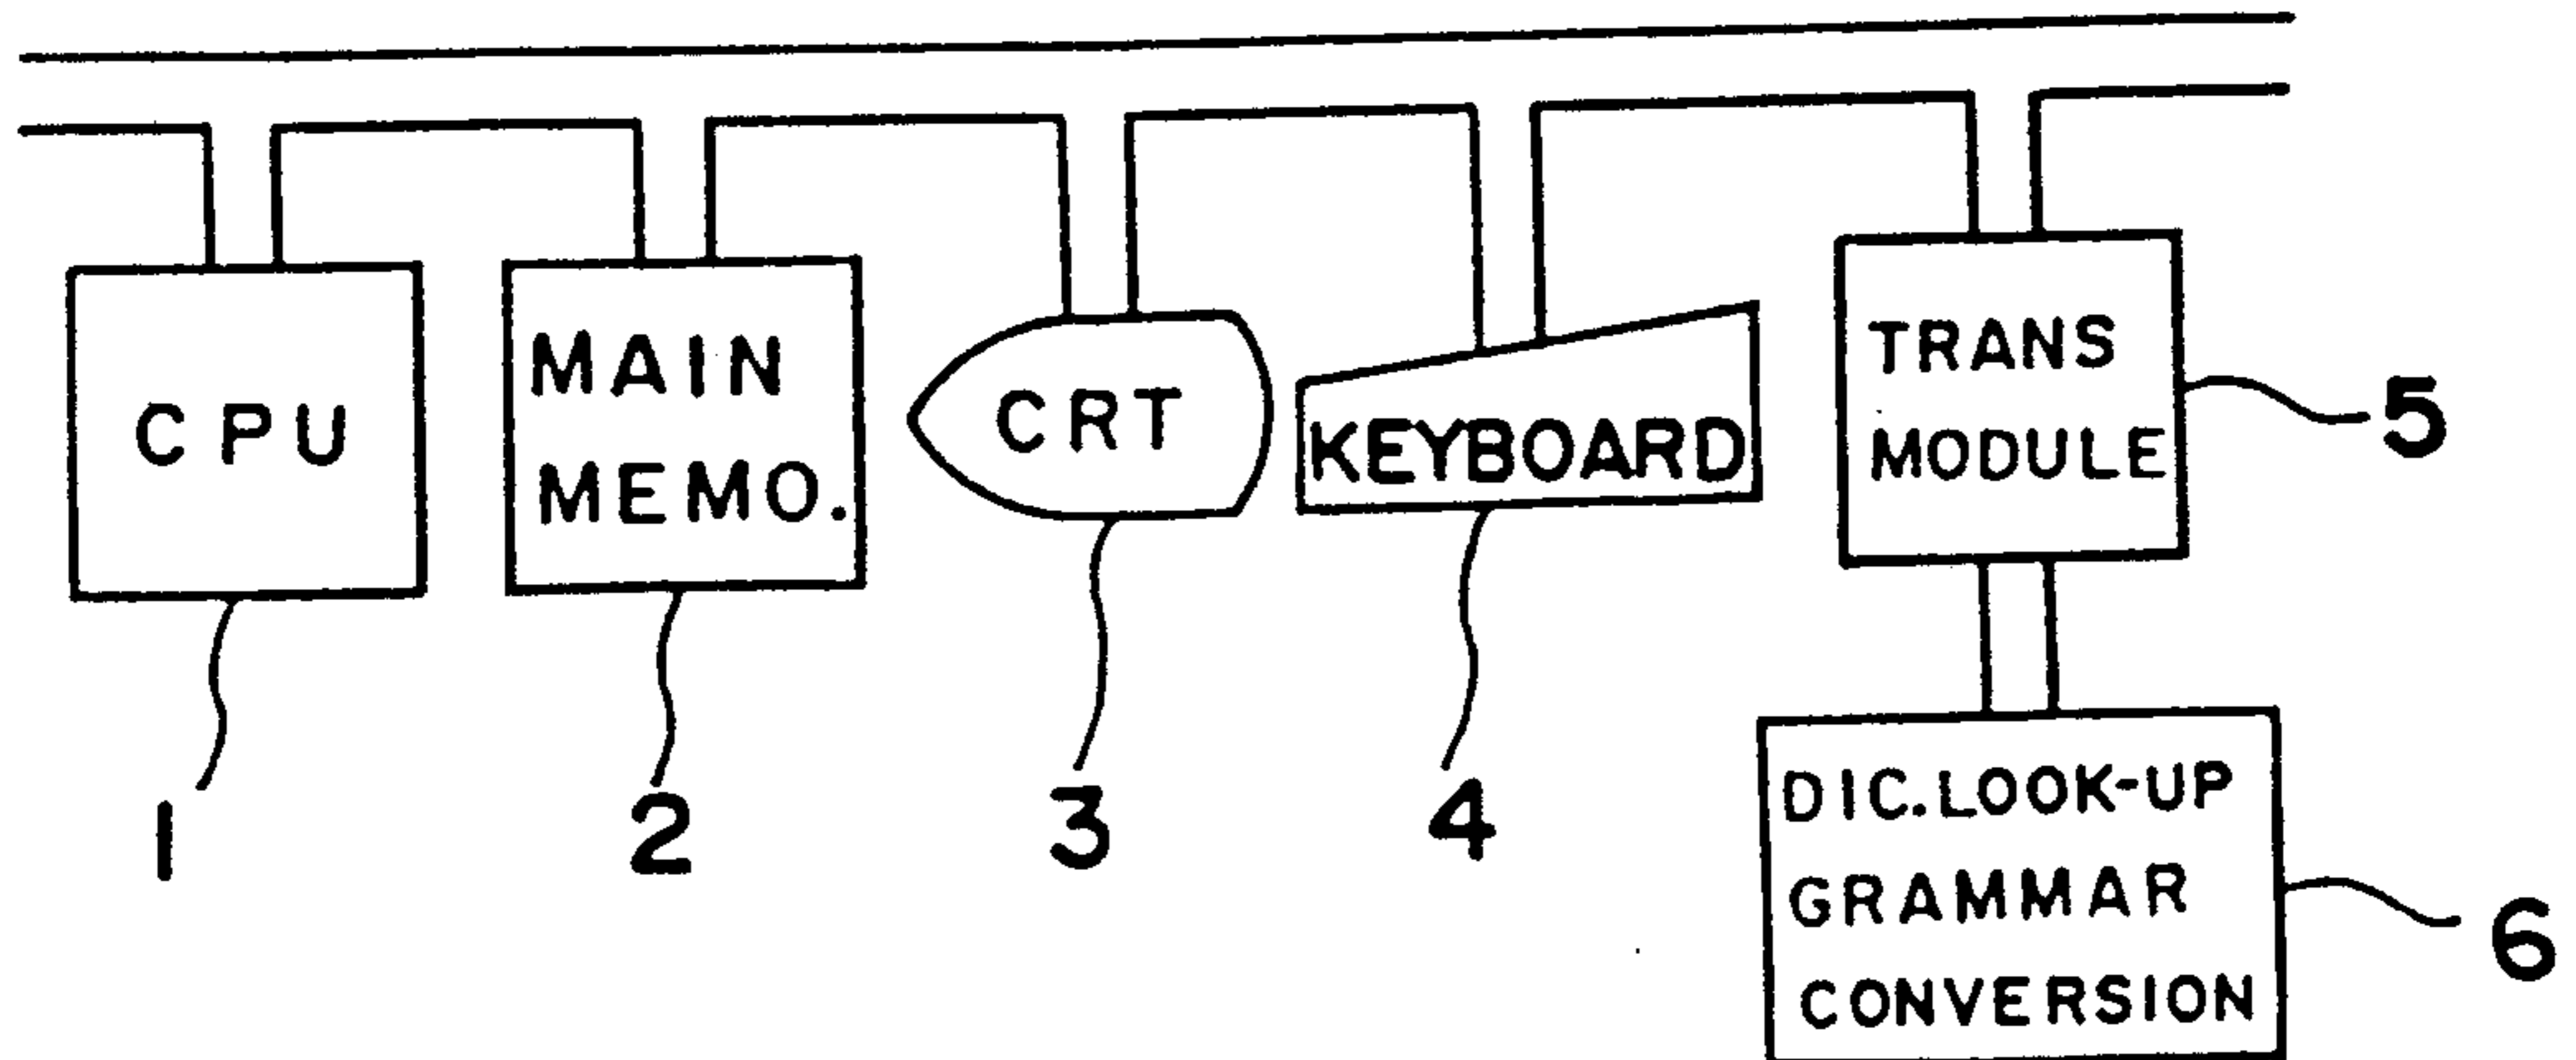 CPU
MAIN
MEMO.
CRT
KEYBOARD
TRANS
MODULE
5
1
2
3
4
DIC.LOOK-UP
GRAMMAR
CONVERSION
6